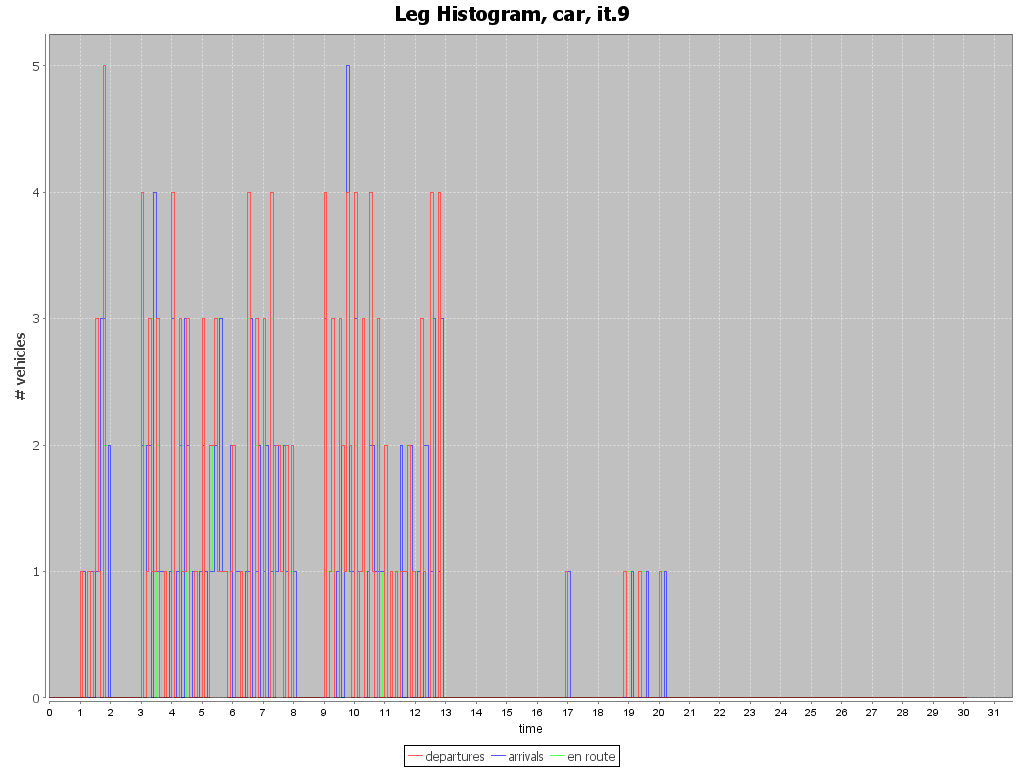 Leg Histogram, car, it.9
5
4
3
2
1
0
# vehicles
0 1 2 3 4 5 6 7 8 9 10 11 12 13 14 15 16 17 18 19 20 21 22 23 24 25 26 27 28 29 30 31
time
departures arrivals en route